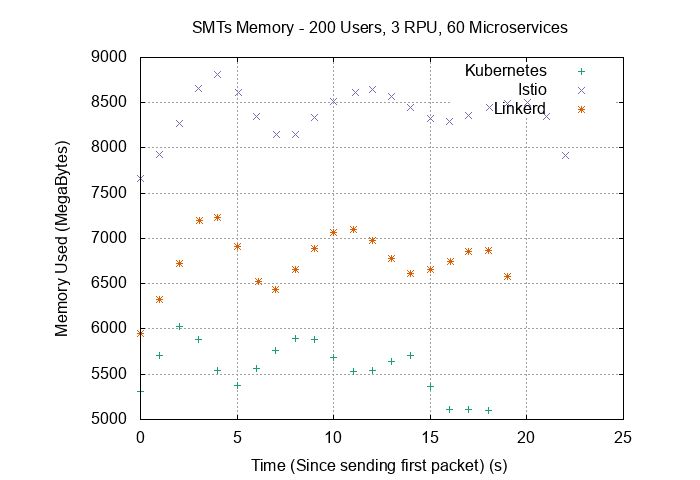 SMTs Memory - 200 Users, 3 RPU, 60 Microservices
9000
8500
8000
7500
7000
6500
6000
5500
5000
Memory Used (MegaBytes)
Kubernetes
Istio
Linkerd
0
5
10
15
20
25
Time (Since sending first packet) (s)